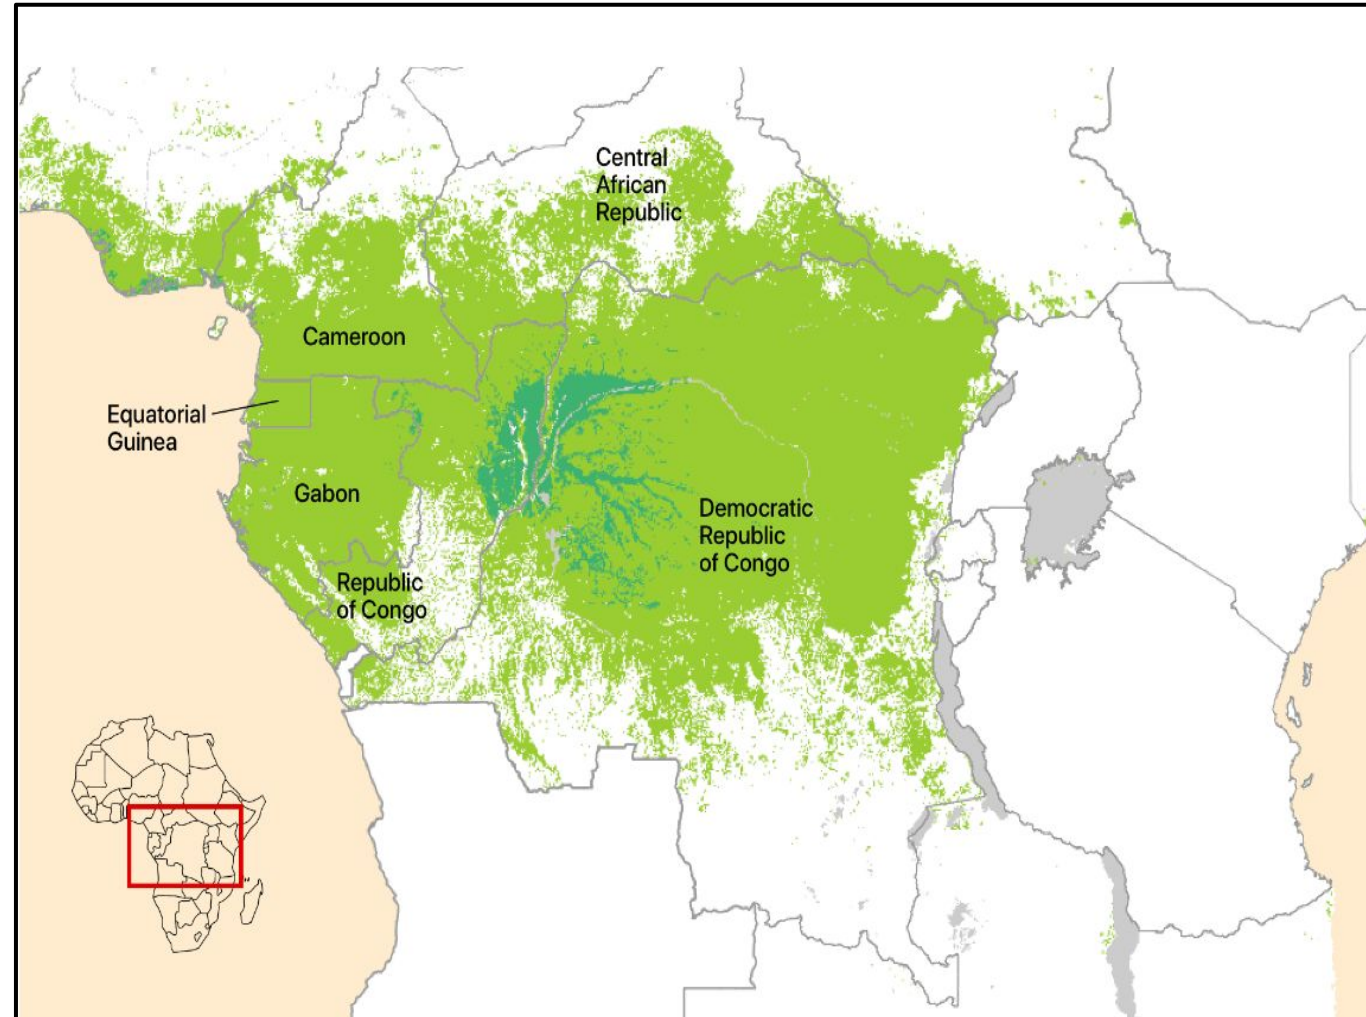 Central
African
Republic
Cameroon
Equatorial
Guinea
Gabon
Democratic
Republic
of Congo
Republic
of Congo